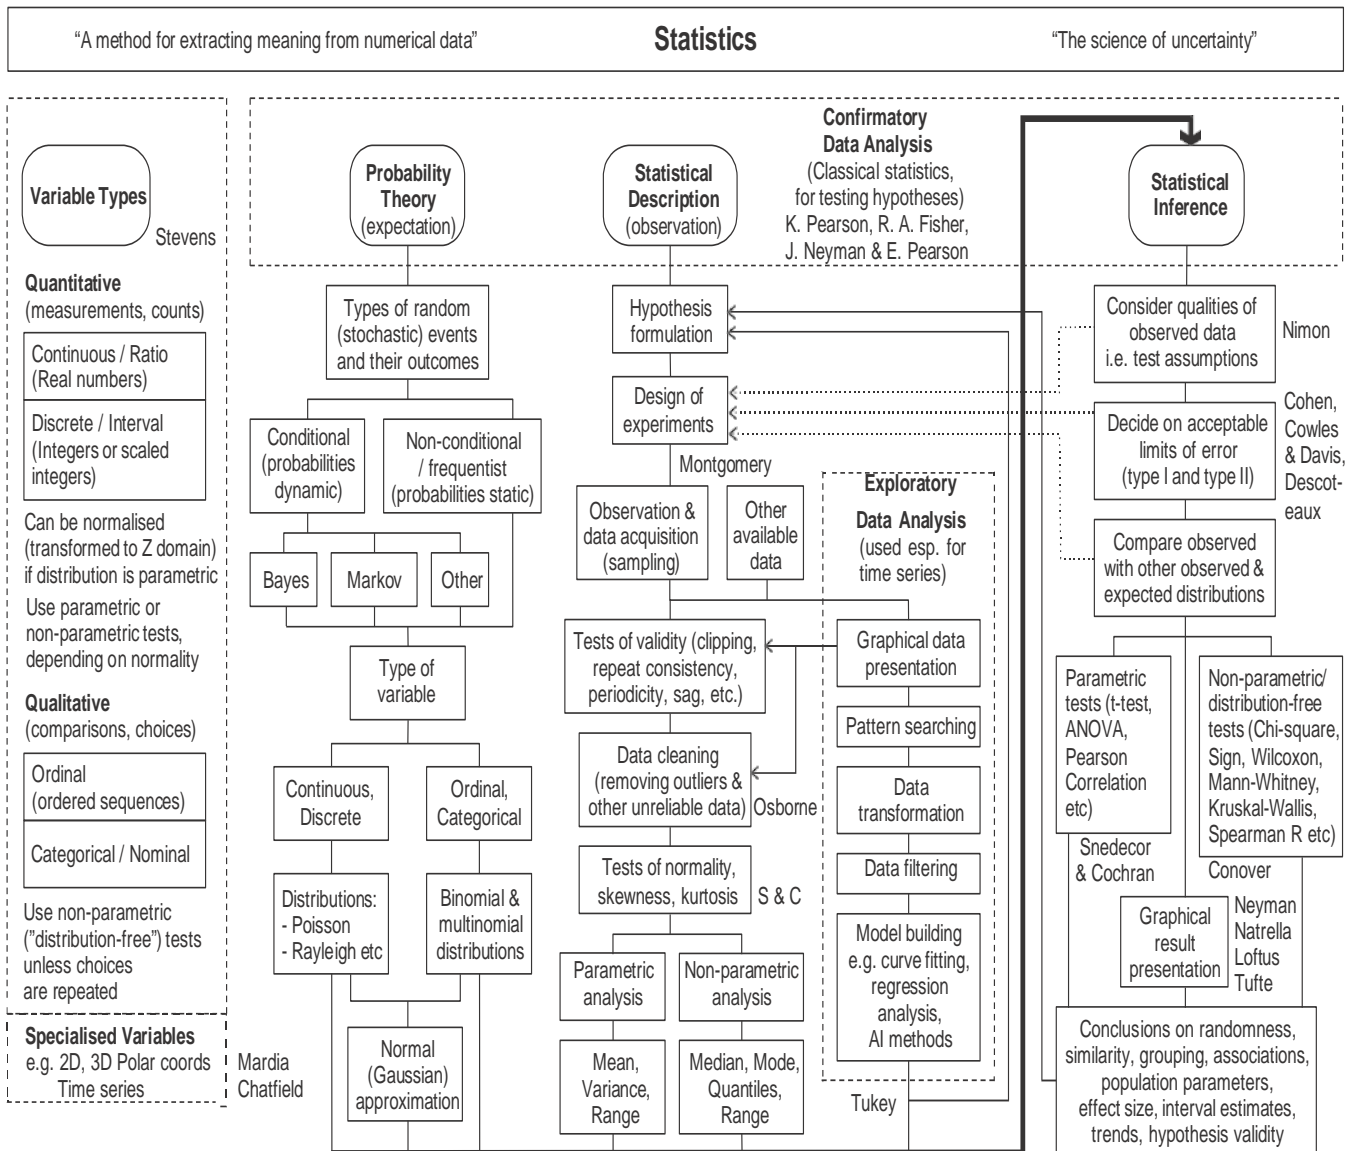 “A method for extracting meaning from numerical data”
Statistics
“The science of uncertainty”
Variable Types
Stevens
Quantitative
(measurements, counts)
Continuous / Ratio
(Real numbers)
Discrete / Interval
(Integers or scaled
integers)
Can be normalised
(transformed to Z domain)
if distribution is parametric
Use parametric or
non-parametric tests,
depending on normality
Qualitative
(comparisons, choices)
Ordinal
(ordered sequences)
Categorical / Nominal
Use non-parametric
(”distribution-free”) tests
unless choices
are repeated
Specialised Variables
e.g. 2D, 3D Polar coords
Time series
Mardia
Chatfield
Confirmatory
Data Analysis
(Classical statistics,
for testing hypotheses)
K. Pearson, R. A. Fisher,
J. Neyman & E. Pearson
Probability
Theory
(expectation)
Types of random
(stochastic) events
and their outcomes
Conditional
(probabilities
dynamic)
Non-conditional
/ frequentist
(probabilities static)
Bayes
Markov
Other
Type of
variable
Continuous,
Discrete
Ordinal,
Categorical
Distributions:
- Poisson
- Rayleigh etc
Binomial &
multinomial
distributions
Normal
(Gaussian)
approximation
Statistical
Description
(observation)
Hypothesis
formulation
Design of
experiments
Montgomery
Observation &
data acquisition
(sampling)
Other
available
data
Tests of validity (clipping,
repeat consistency,
periodicity, sag, etc.)
Data cleaning
(removing outliers &
other unreliable data)
Osborne
Tests of normality,
skewness, kurtosis
S & C
Parametric
analysis
Non-parametric
analysis
Mean,
Variance,
Range
Median, Mode,
Quantiles,
Range
Exploratory
Data Analysis
(used esp. for
time series)
Graphical data
presentation
Pattern searching
Data
transformation
Data filtering
Model building
e.g. curve fitting,
regression
analysis,
AI methods
Tukey
Statistical
Inference
Consider qualities of
observed data
i.e. test assumptions
Nimon
Decide on acceptable
limits of error
(type I and type II)
Cohen,
Cowles
& Davis,
Descot-
eaux
Compare observed
with other observed &
expected distributions
Parametric
tests (t-test,
ANOVA,
Pearson
Correlation
etc)
Snedecor
& Cochran
Non-parametric/
distribution-free
tests (Chi-square,
Sign, Wilcoxon,
Mann-Whitney,
Kruskal-Wallis,
Spearman R etc)
Conover
Graphical
result
presentation
Neyman
Natrella
Loftus
Tufte
Conclusions on randomness,
similarity, grouping, associations,
population parameters,
effect size, interval estimates,
trends, hypothesis validity